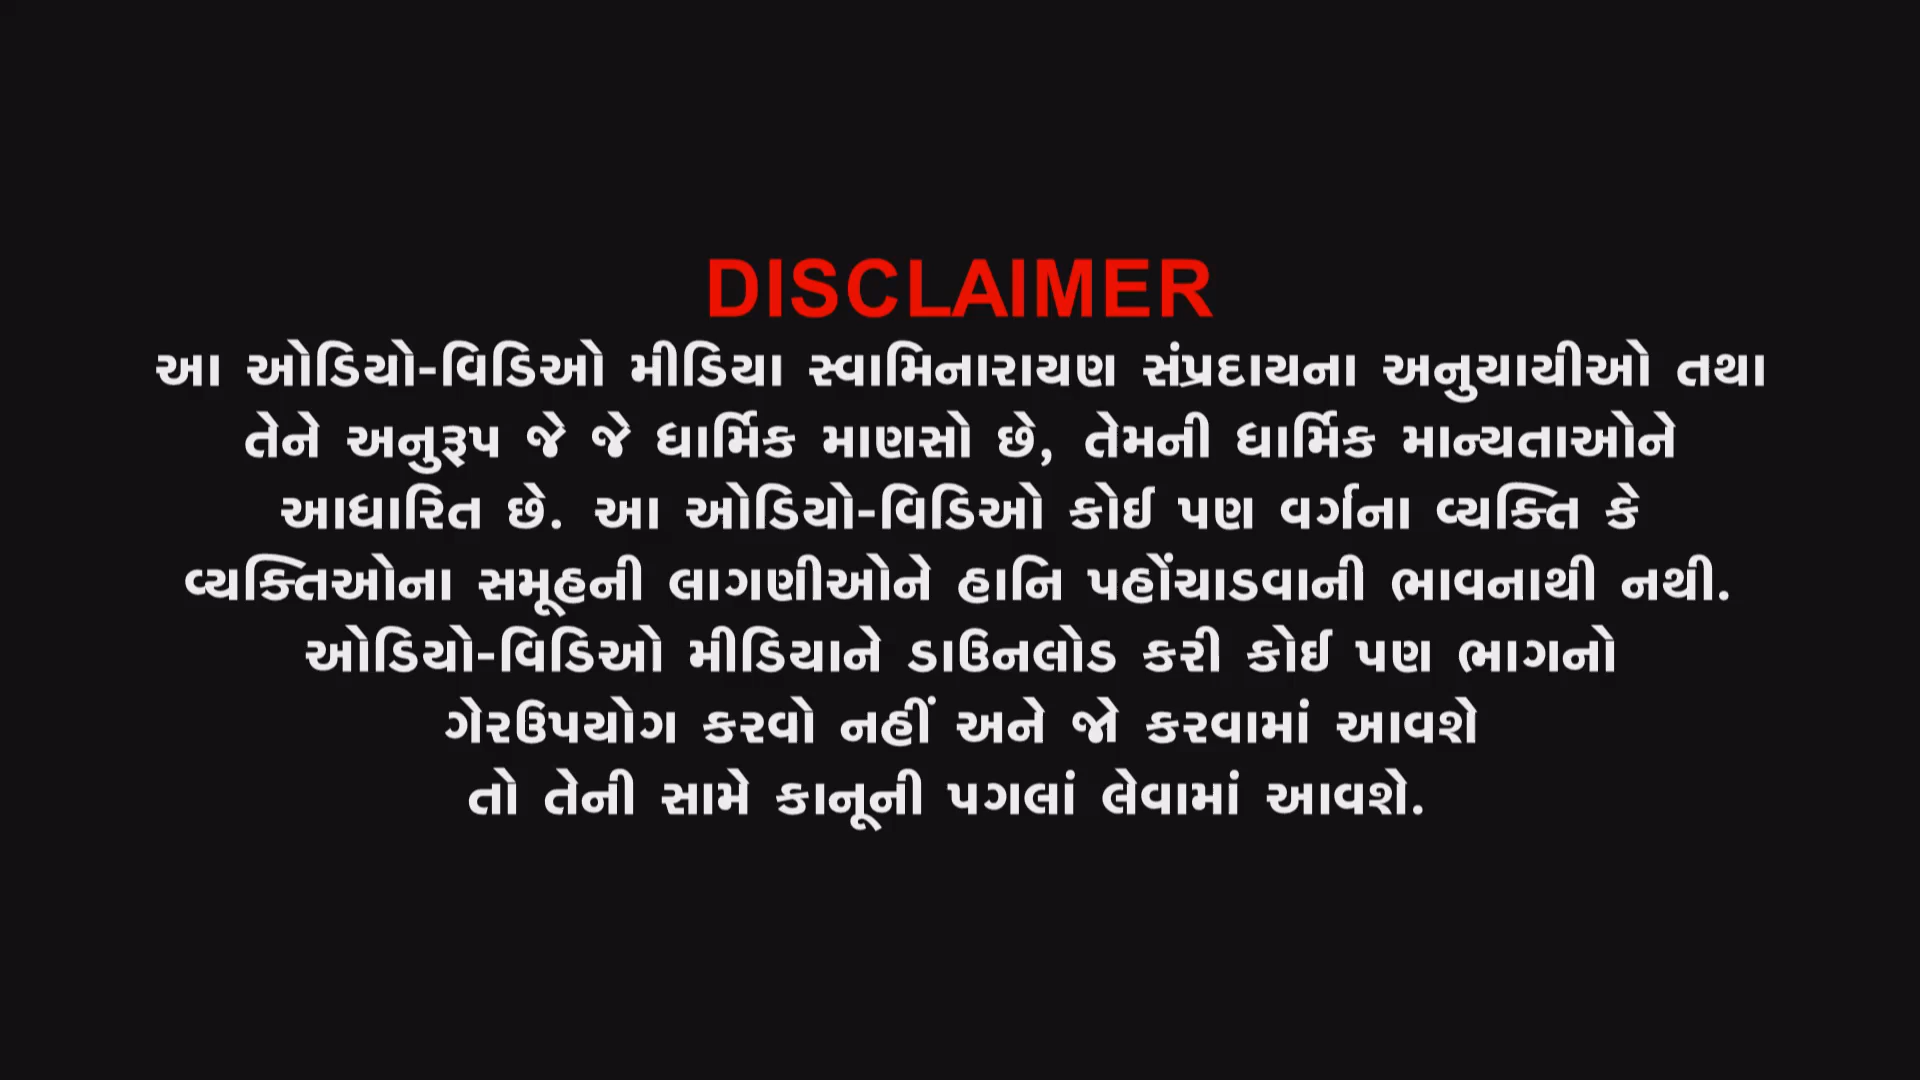 DISCLAIMER
આ ઓડિયો-વિડિઓ મીડિયા સ્વામિનારાયણ સંપ્રદાયના અનુયાયીઓ તથા
તેને અનુરૂપ જે જે ધાર્મિક માણસો છે, તેમની ધાર્મિક માન્યતાઓને
આધારિત છે. આ ઓડિયો-વિડિઓ કોઈ પણ વર્ગના વ્યક્તિ કે
વ્યક્તિઓના સમૂહની લાગણીઓને હાનિ પહોંચાડવાની ભાવનાથી નથી.
ઓડિયો-વિડિઓ મીડિયાને ડાઉનલોડ કરી કોઈ પણ ભાગનો
ગેરઉપયોગ કરવો નહીં અને જો કરવામાં આવશે
તો તેની સામે કાનૂની પગલાં લેવામાં આવશે.